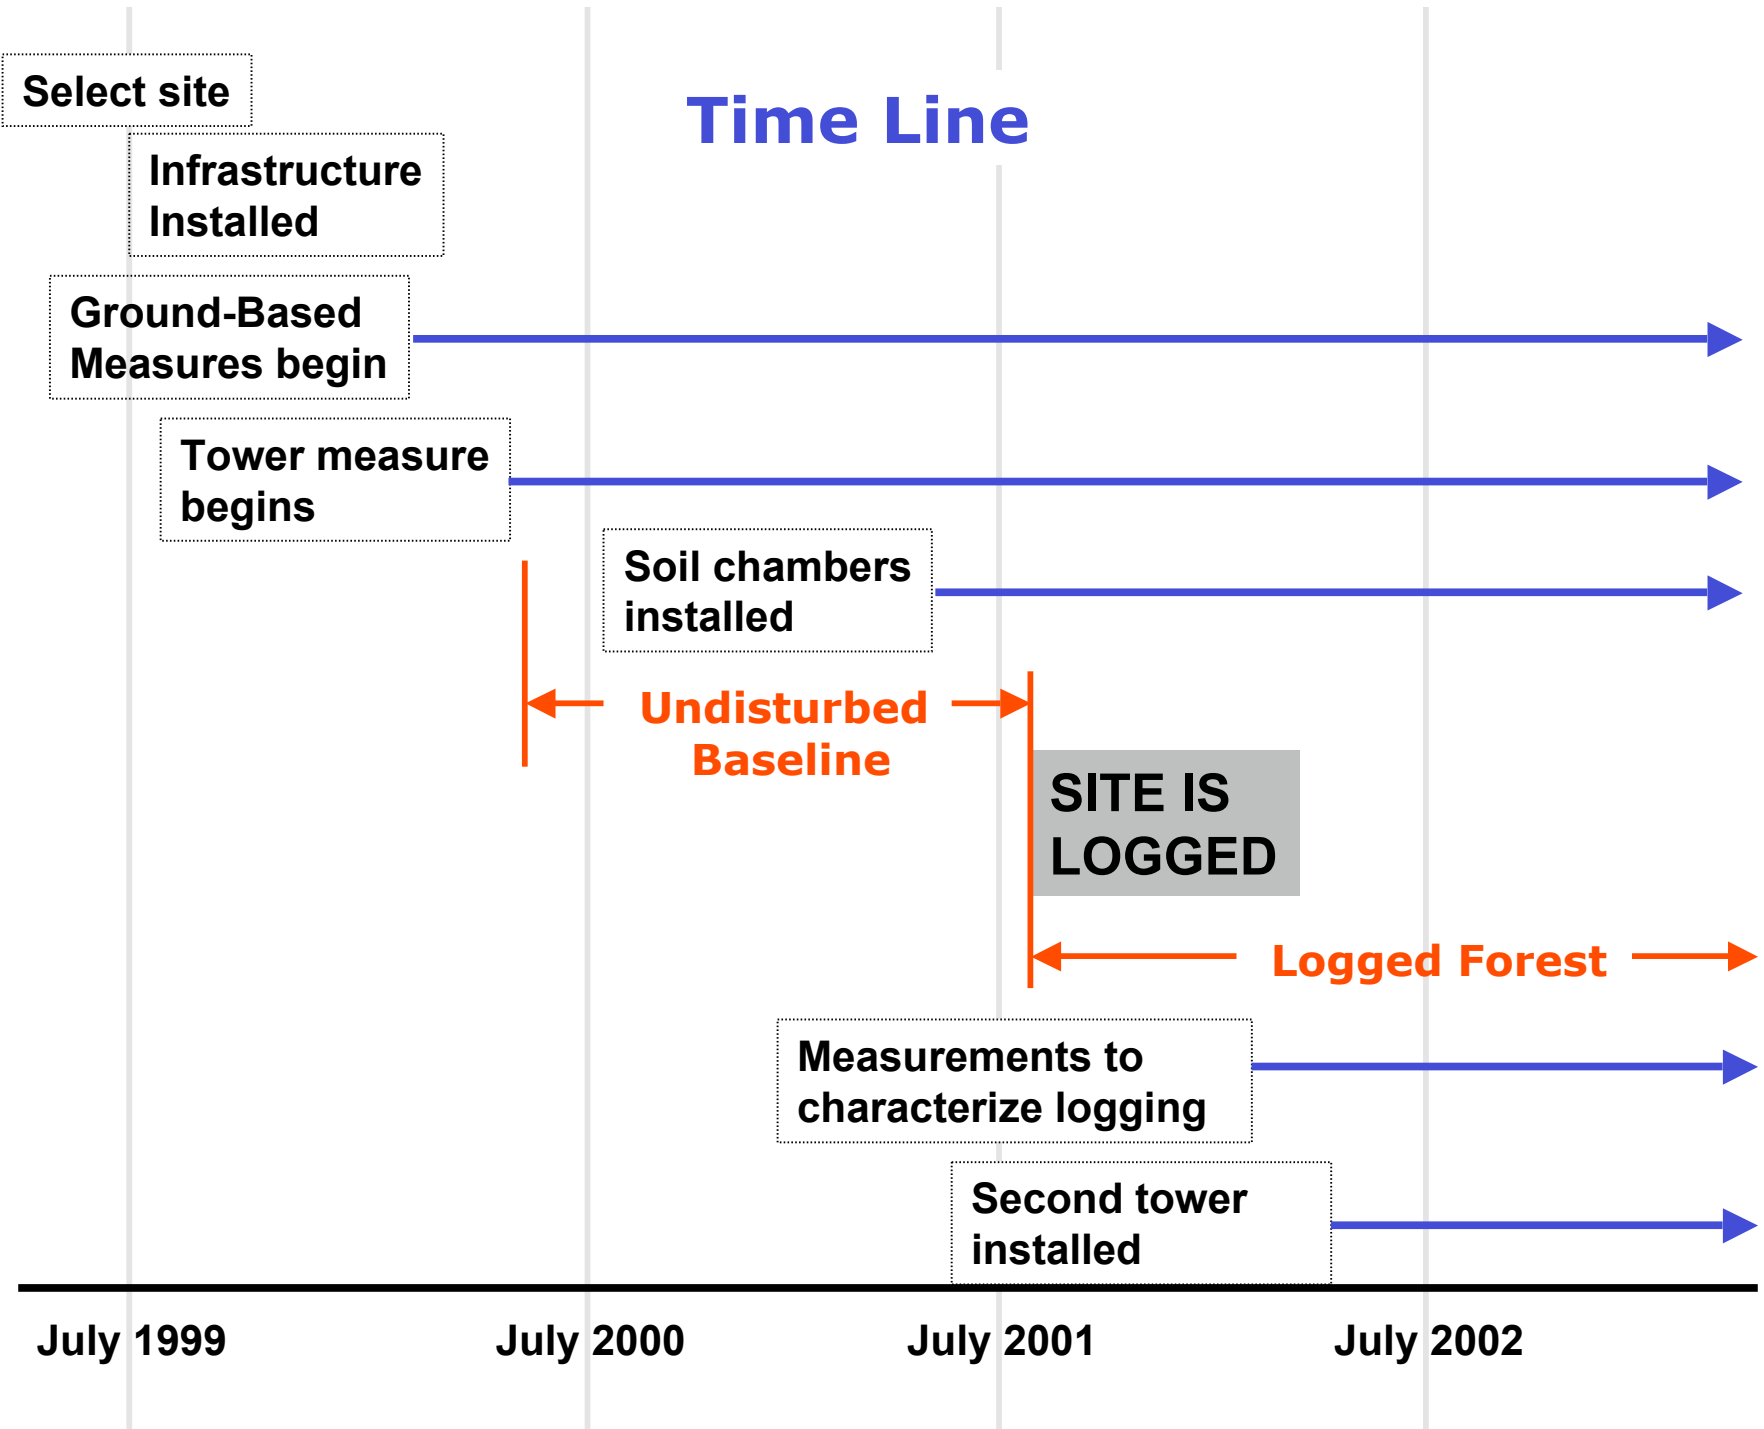 Select site
Time Line
Infrastructure
Installed
Ground-Based
Measures begin
Tower measure
begins
Soil chambers
installed
Undisturbed
Baseline
SITE IS
LOGGED
Logged Forest
Measurements to
characterize logging
Second tower
installed
July 1999
July 2000
July 2001
July 2002